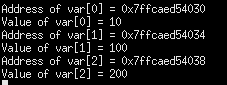 Address of var[0] = 0x7ffcaed54030
Value of var[0] = 10
Address of var[1] = 0x7ffcaed54034
Value of var[1] = 100
Address of var[2] = 0x7ffcaed54038
Value of var[2] = 200